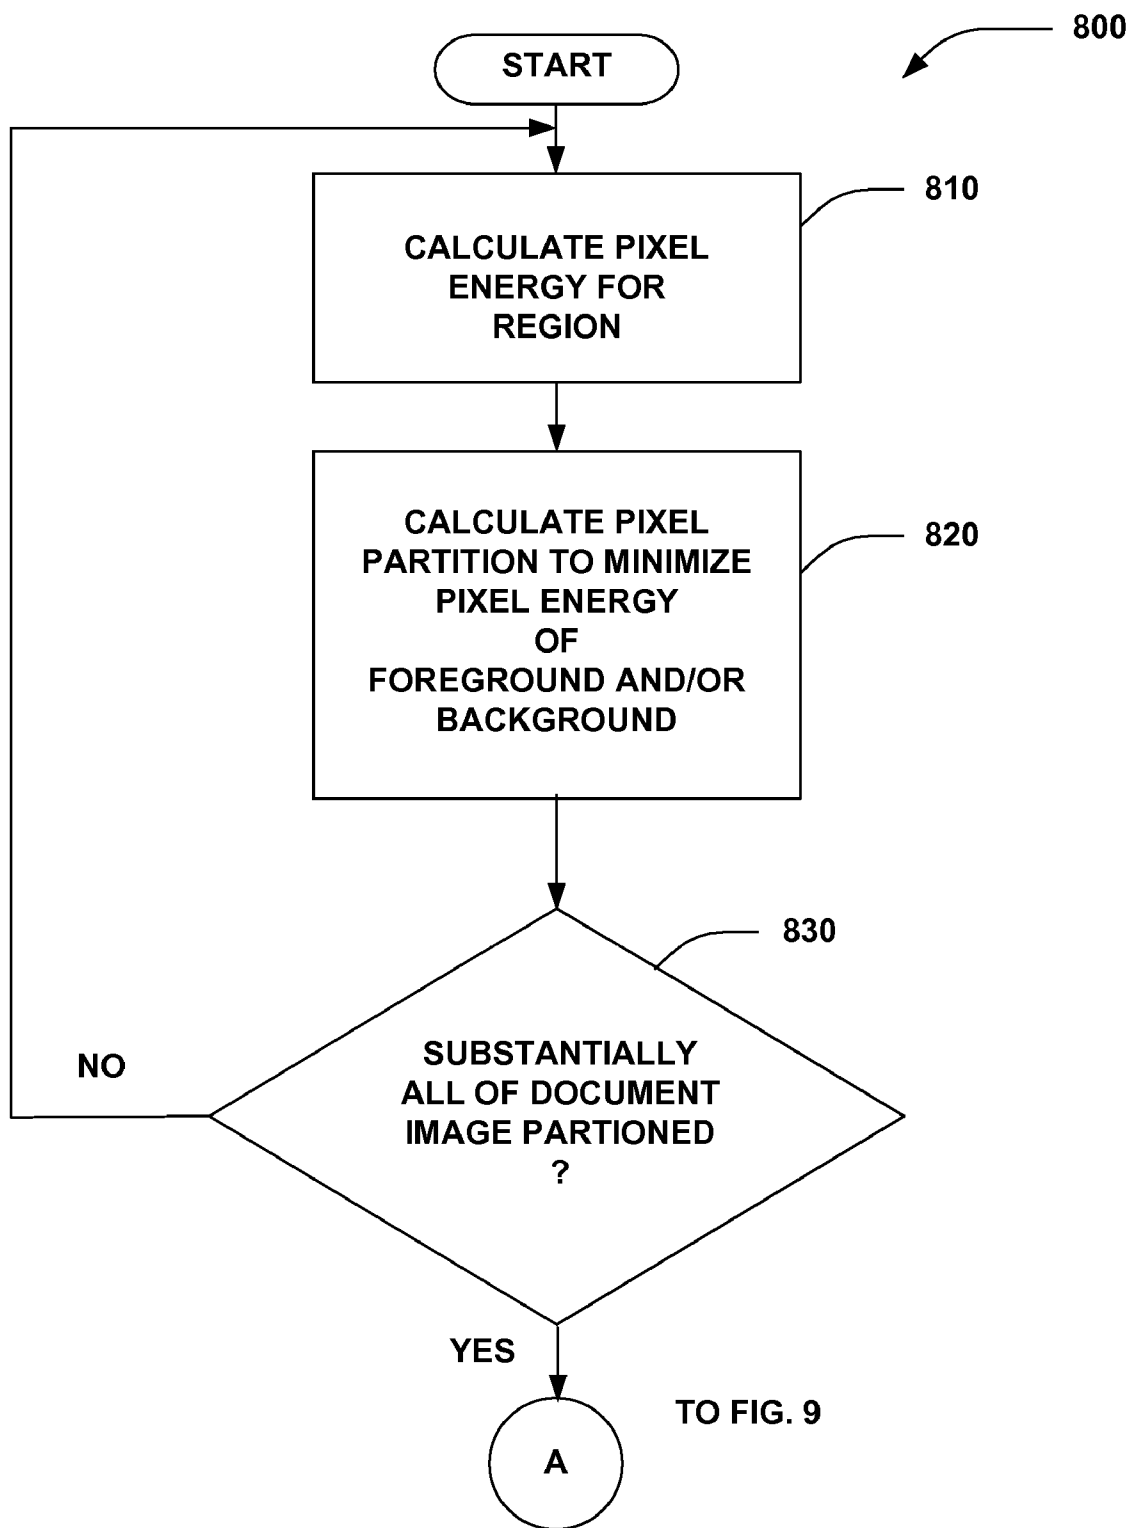 800
START
810
CALCULATE PIXEL
ENERGY FOR
REGION
820
CALCULATE PIXEL
PARTITION TO MINIMIZE
PIXEL ENERGY
OF
FOREGROUND AND/OR
BACKGROUND
830
SUBSTANTIALLY
ALL OF DOCUMENT
IMAGE PARTIONED
?
NO
YES
TO FIG. 9
A